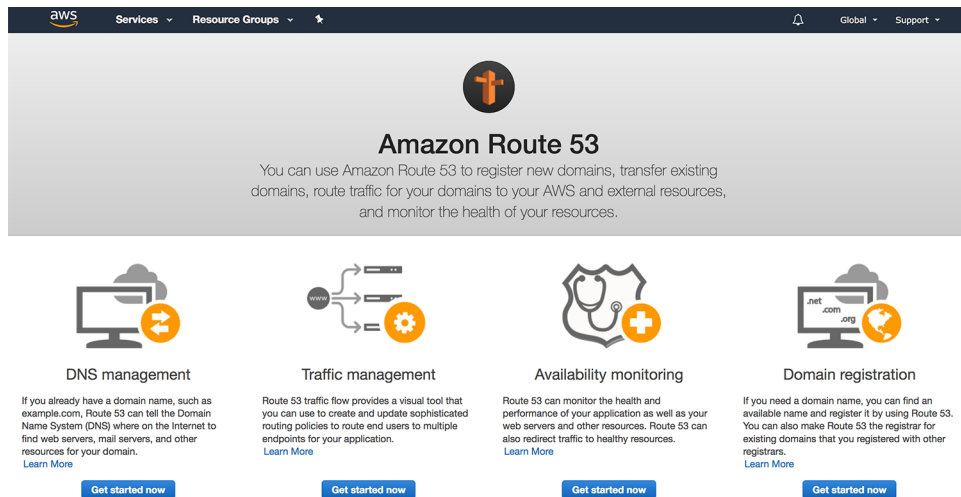 aws Services Resource Groups Global Support
Amazon Route 53
You can use Amazon Route 53 to register new domains, transfer existing
domains, route traffic for your domains to your AWS and external resources,
and monitor the health of your resources.
www
.net
.com
.org
DNS management
If you already have a domain name, such as
example.com, Route 53 can tell the Domain
Name System (DNS) where on the Internet to
find web servers, mail servers, and other
resources for your domain.
Learn More
Get started now
Traffic management
Route 53 traffic flow provides a visual tool that
you can use to create and update sophisticated
routing policies to route end users to multiple
endpoints for your application.
Learn More
Get started now
Availability monitoring
Route 53 can monitor the health and
performance of your application as well as your
web servers and other resources. Route 53 can
also redirect traffic to healthy resources.
Learn More
Get started now
Domain registration
If you need a domain name, you can find an
available name and register it by using Route 53.
You can also make Route 53 the registrar for
existing domains that you registered with other
registrars.
Learn More
Get started now